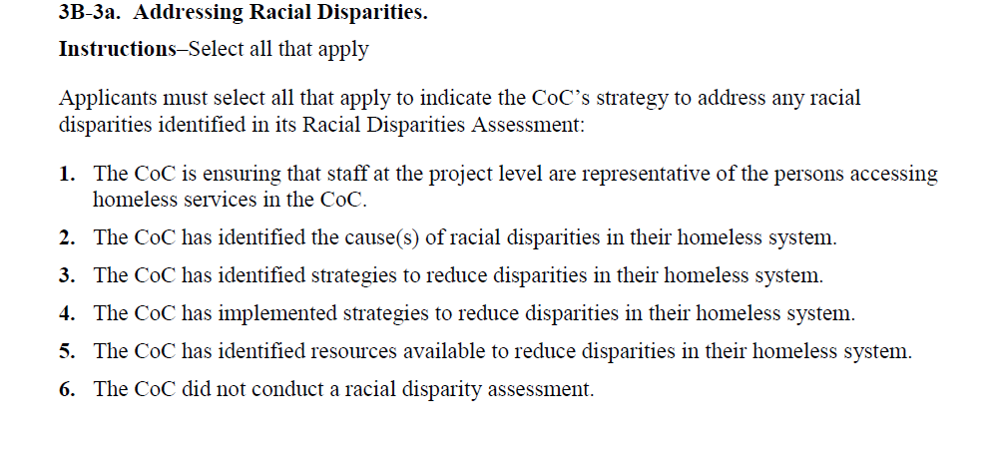 3B-3a. Addressing Racial Disparities.
Instructions–Select all that apply
Applicants must select all that apply to indicate the CoC’s strategy to address any racial
disparities identified in its Racial Disparities Assessment:
1. The CoC is ensuring that staff at the project level are representative of the persons accessing
homeless services in the CoC.
2. The CoC has identified the cause(s) of racial disparities in their homeless system.
3. The CoC has identified strategies to reduce disparities in their homeless system.
4. The CoC has implemented strategies to reduce disparities in their homeless system.
5. The CoC has identified resources available to reduce disparities in their homeless system.
6. The CoC did not conduct a racial disparity assessment.